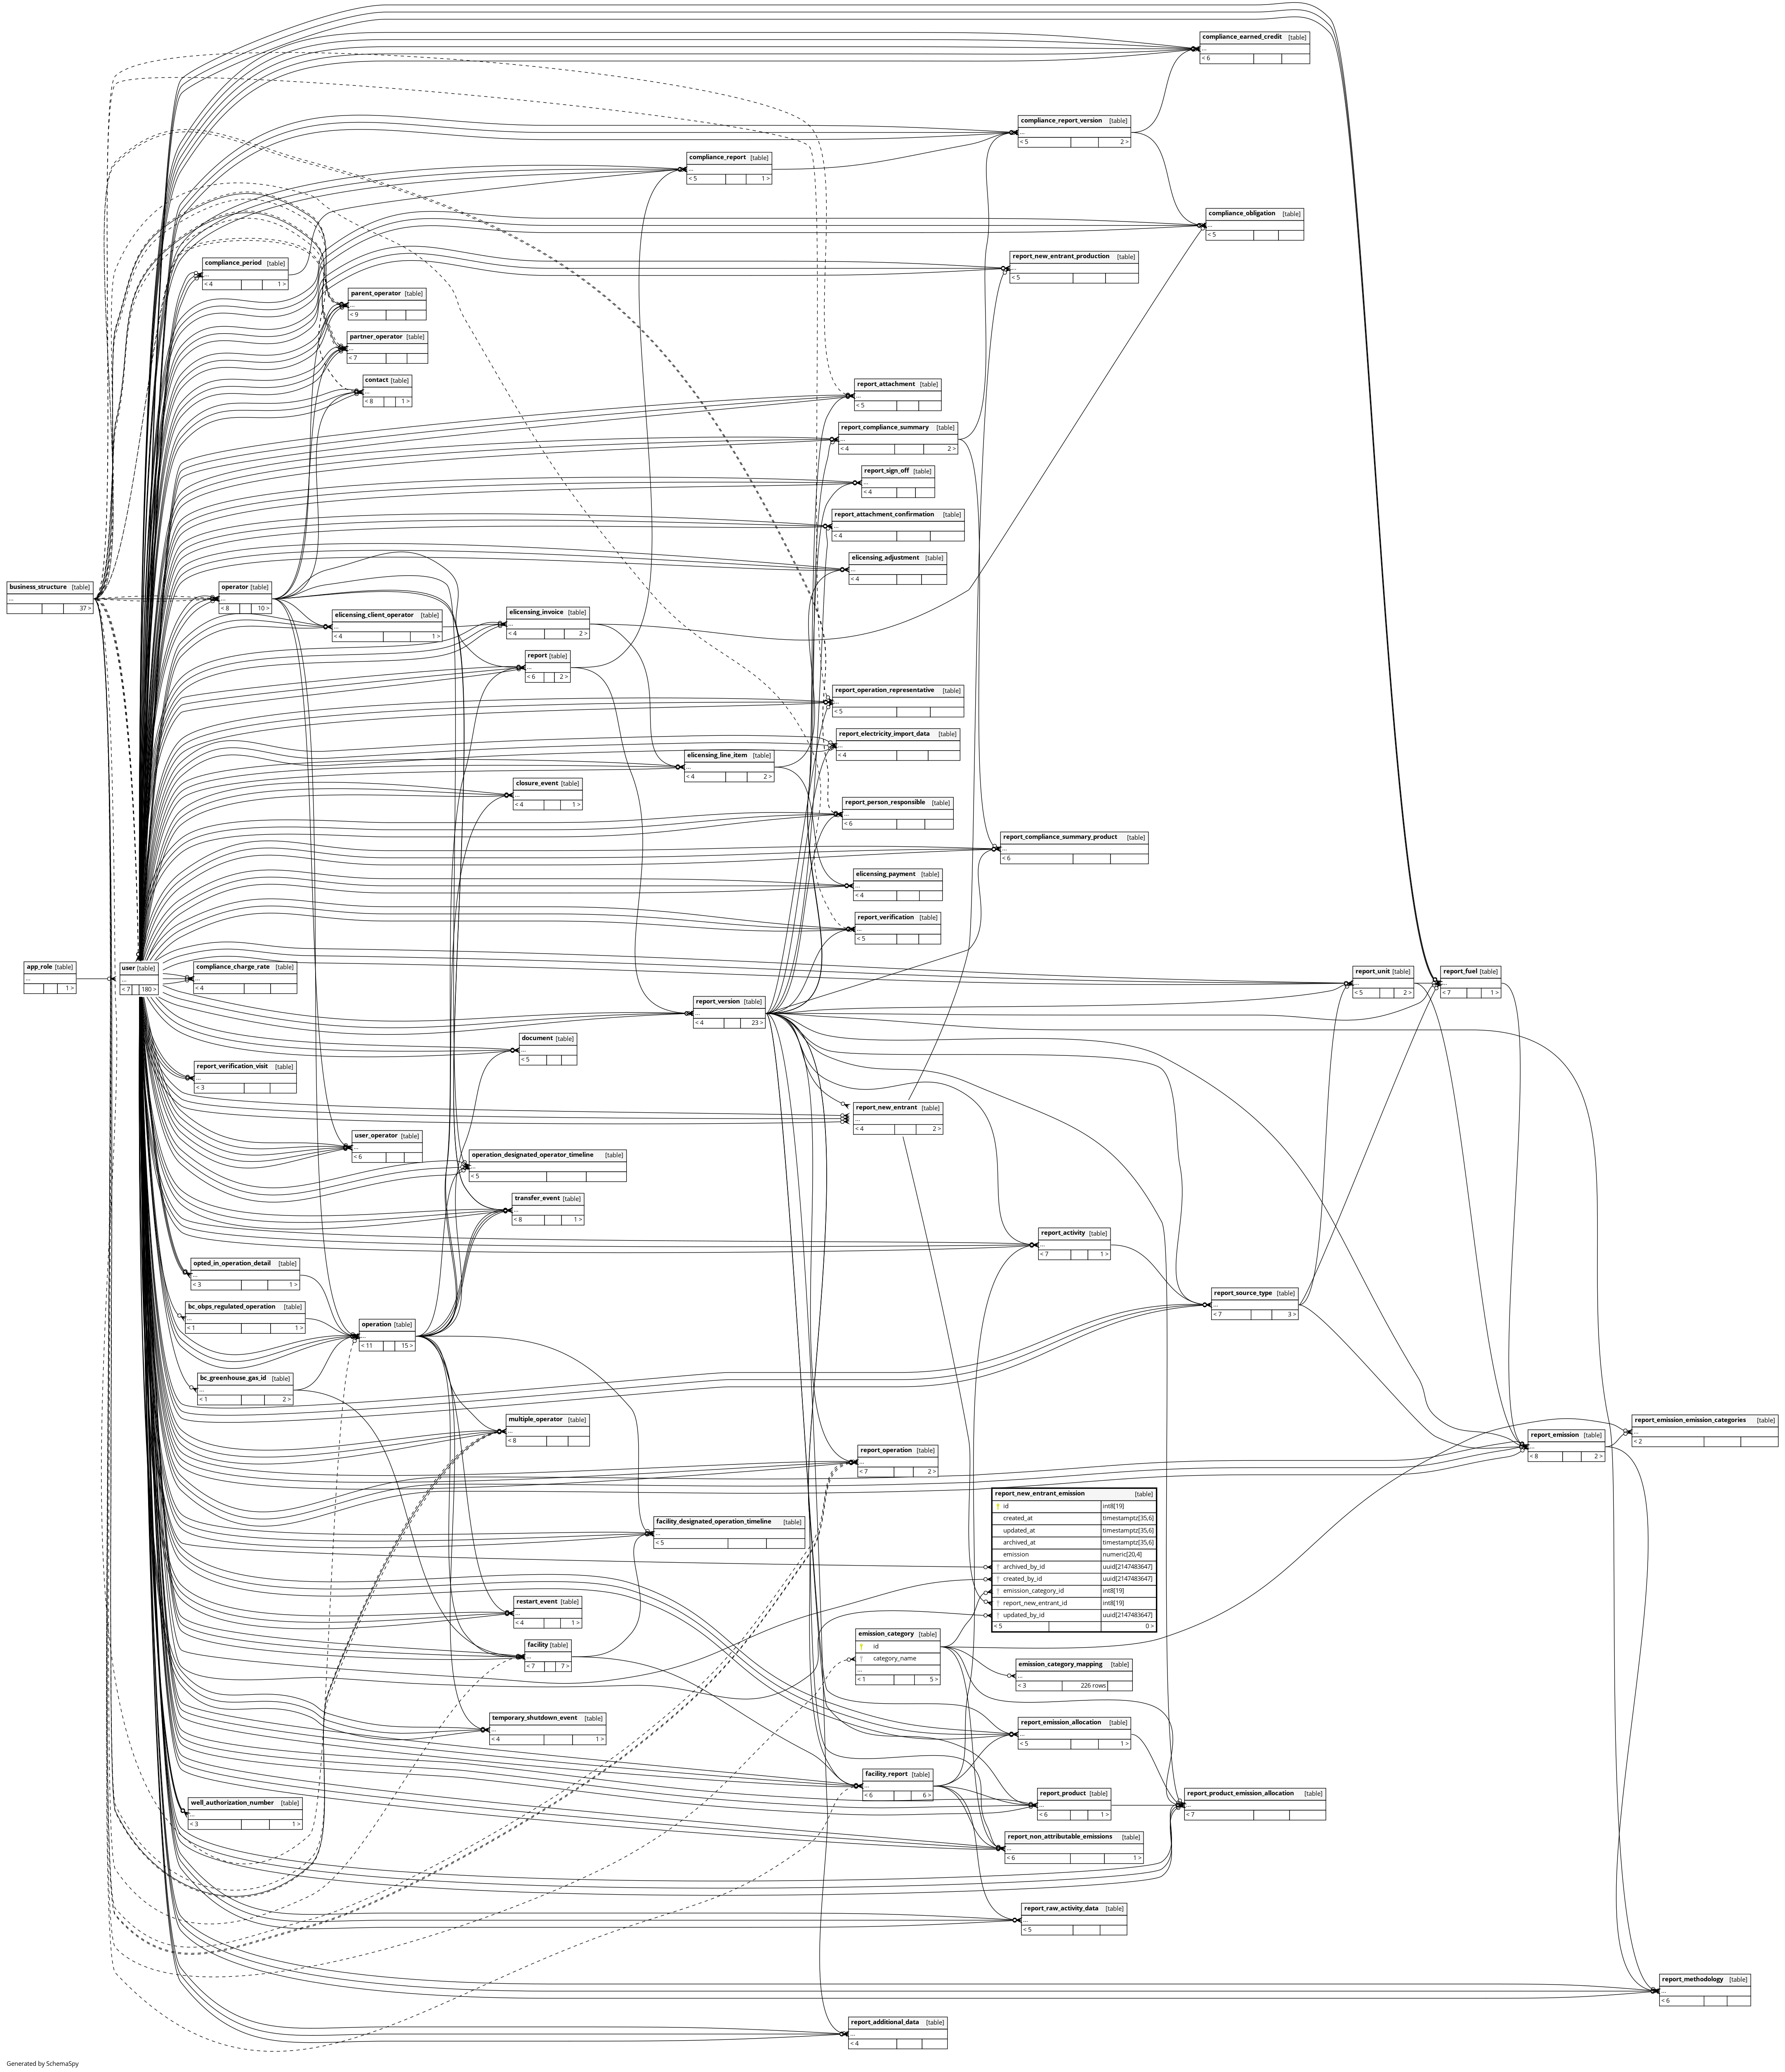 compliance_earned_credit [table]
...
< 6
compliance_report_version [table]
...
< 5 2 >
compliance_report [table]
...
< 5 1 >
compliance_obligation [table]
...
< 5
report_new_entrant_production [table]
...
< 5
compliance_period [table]
...
< 4 1 >
parent_operator [table]
...
< 9
partner_operator [table]
...
< 7
contact [table]
...
< 8 1 >
report_attachment [table]
...
< 5
report_compliance_summary [table]
...
< 4 2 >
report_sign_off [table]
...
< 4
report_attachment_confirmation [table]
...
< 4
elicensing_adjustment [table]
...
< 4
business_structure [table]
...
37 >
operator [table]
...
< 8 10 >
elicensing_client_operator [table]
...
< 4 1 >
elicensing_invoice [table]
...
< 4 2 >
report [table]
...
< 6 2 >
report_operation_representative [table]
...
< 5
report_electricity_import_data [table]
...
< 4
elicensing_line_item [table]
...
< 4 2 >
closure_event [table]
...
< 4 1 >
report_person_responsible [table]
...
< 6
report_compliance_summary_product [table]
...
< 6
elicensing_payment [table]
...
< 4
report_verification [table]
...
< 5
app_role [table]
...
1 >
user [table]
...
< 7 180 >
compliance_charge_rate [table]
...
< 4
report_unit [table]
...
< 5 2 >
report_fuel [table]
...
< 7 1 >
report_version [table]
...
< 4 23 >
document [table]
...
< 5
report_verification_visit [table]
...
< 3
report_new_entrant [table]
...
< 4 2 >
user_operator [table]
...
< 6
operation_designated_operator_timeline [table]
...
< 5
transfer_event [table]
...
< 8 1 >
report_activity [table]
...
< 7 1 >
opted_in_operation_detail [table]
...
< 3 1 >
report_source_type [table]
...
< 7 3 >
bc_obps_regulated_operation [table]
...
< 1 1 >
operation [table]
...
< 11 15 >
bc_greenhouse_gas_id [table]
...
< 1 2 >
multiple_operator [table]
...
< 8
report_emission_emission_categories [table]
...
< 2
report_emission [table]
...
< 8 2 >
report_operation [table]
...
< 7 2 >
report_new_entrant_emission [table]
id int8[19]
created_at timestamptz[35,6]
updated_at timestamptz[35,6]
archived_at timestamptz[35,6]
emission numeric[20,4]
archived_by_id uuid[2147483647]
created_by_id uuid[2147483647]
emission_category_id int8[19]
report_new_entrant_id int8[19]
updated_by_id uuid[2147483647]
< 5 0 >
facility_designated_operation_timeline [table]
...
< 5
restart_event [table]
...
< 4 1 >
facility [table]
...
< 7 7 >
emission_category [table]
id
category_name
...
< 1 5 >
emission_category_mapping [table]
...
< 3 226 rows
temporary_shutdown_event [table]
...
< 4 1 >
report_emission_allocation [table]
...
< 5 1 >
facility_report [table]
...
< 6 6 >
report_product [table]
...
< 6 1 >
report_product_emission_allocation [table]
...
< 7
well_authorization_number [table]
...
< 3 1 >
report_non_attributable_emissions [table]
...
< 6 1 >
report_raw_activity_data [table]
...
< 5
report_methodology [table]
...
< 6
report_additional_data [table]
...
< 4
Generated by SchemaSpy